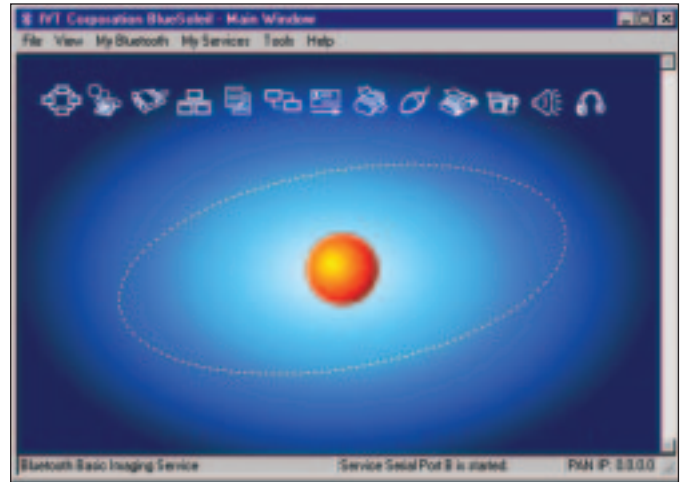 IVT Corporation BlueSoleil - Main Window
File View My Bluetooth My Services Tools Help
Bluetooth Basic Imaging Service Service Serial Port B is started. PAN IP: 0.0.0.0